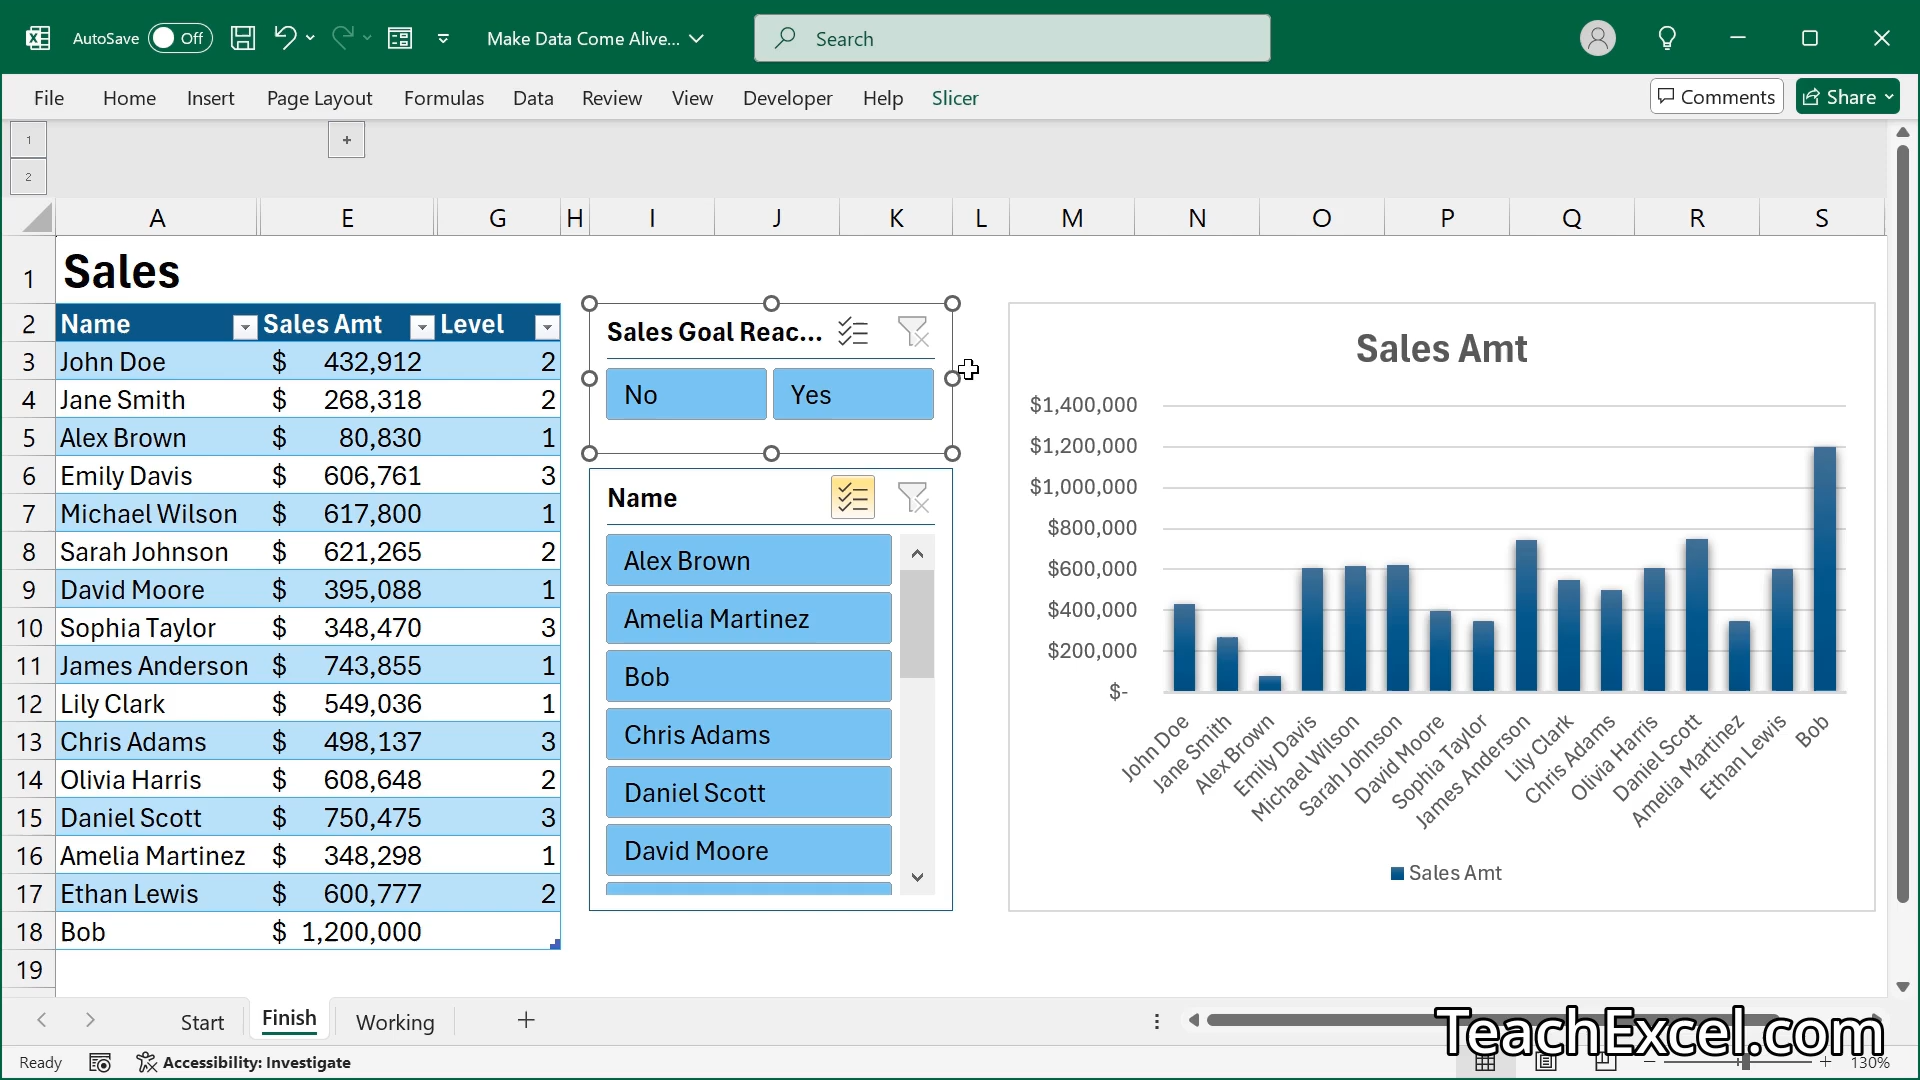 AutoSave Off Make Data Come Alive... Search
File Home Insert Page Layout Formulas Data Review View Developer Help Slicer Comments Share
1 +
2
A E G H I J K L M N O P Q R S
1 Sales
2 Name Sales Amt Level
3 John Doe $ 432,912 2
4 Jane Smith $ 268,318 2
5 Alex Brown $ 80,830 1
6 Emily Davis $ 606,761 3
7 Michael Wilson $ 617,800 1
8 Sarah Johnson $ 621,265 2
9 David Moore $ 395,088 1
10 Sophia Taylor $ 348,470 3
11 James Anderson $ 743,855 1
12 Lily Clark $ 549,036 1
13 Chris Adams $ 498,137 3
14 Olivia Harris $ 608,648 2
15 Daniel Scott $ 750,475 3
16 Amelia Martinez $ 348,298 1
17 Ethan Lewis $ 600,777 2
18 Bob $ 1,200,000
19
Sales Goal Reac...
No Yes
Name
Alex Brown
Amelia Martinez
Bob
Chris Adams
Daniel Scott
David Moore
Sales Amt
$1,400,000
$1,200,000
$1,000,000
$800,000
$600,000
$400,000
$200,000
$-
John Doe
Jane Smith
Alex Brown
Emily Davis
Michael Wilson
Sarah Johnson
David Moore
Sophia Taylor
James Anderson
Lily Clark
Chris Adams
Olivia Harris
Daniel Scott
Amelia Martinez
Ethan Lewis
Bob
Sales Amt
Start Finish Working +
TeachExcel.com
Ready Accessibility: Investigate 130%